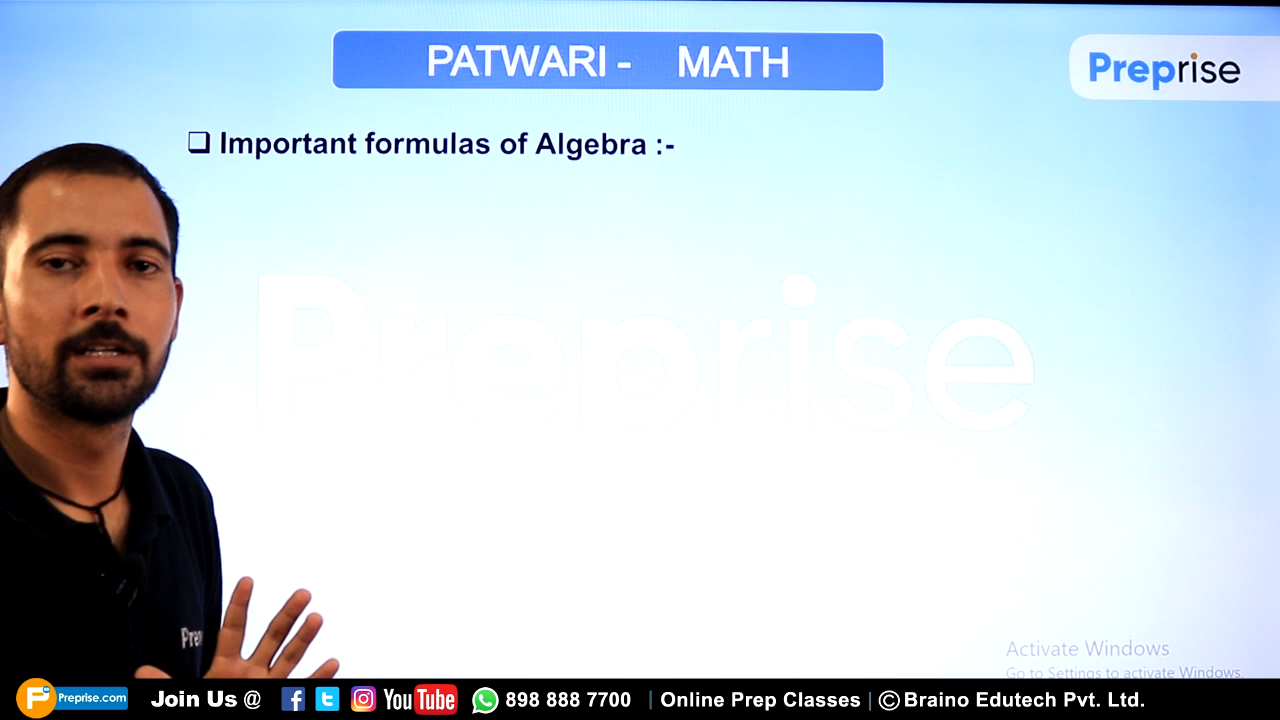 PATWARI - MATH
Preprise
❑ Important formulas of Algebra :-
Preprise
Activate Windows
Go to Settings to activate Windows.
Preprise.com Join Us @ YouTube 898 888 7700 | Online Prep Classes | © Braino Edutech Pvt. Ltd.